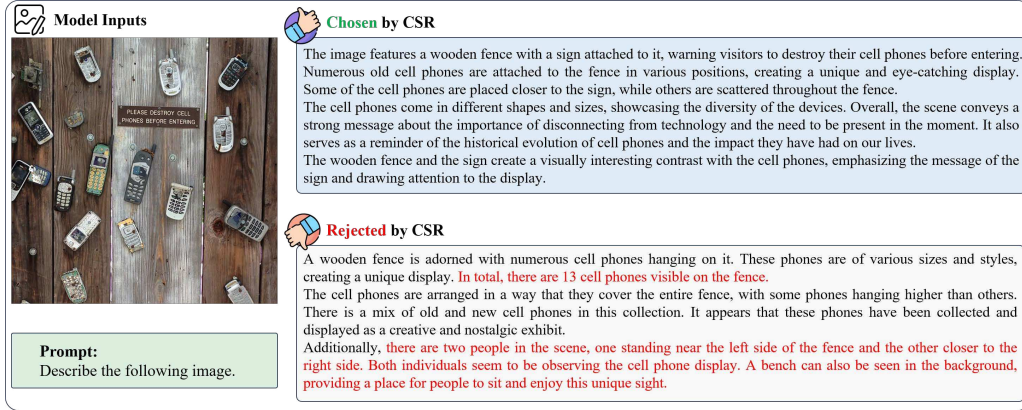 Model Inputs
PLEASE DESTROY CELL
PHONES BEFORE ENTERING
Prompt:
Describe the following image.
Chosen by CSR
The image features a wooden fence with a sign attached to it, warning visitors to destroy their cell phones before entering.
Numerous old cell phones are attached to the fence in various positions, creating a unique and eye-catching display.
Some of the cell phones are placed closer to the sign, while others are scattered throughout the fence.
The cell phones come in different shapes and sizes, showcasing the diversity of the devices. Overall, the scene conveys a
strong message about the importance of disconnecting from technology and the need to be present in the moment. It also
serves as a reminder of the historical evolution of cell phones and the impact they have had on our lives.
The wooden fence and the sign create a visually interesting contrast with the cell phones, emphasizing the message of the
sign and drawing attention to the display.
Rejected by CSR
A wooden fence is adorned with numerous cell phones hanging on it. These phones are of various sizes and styles,
creating a unique display. In total, there are 13 cell phones visible on the fence.
The cell phones are arranged in a way that they cover the entire fence, with some phones hanging higher than others.
There is a mix of old and new cell phones in this collection. It appears that these phones have been collected and
displayed as a creative and nostalgic exhibit.
Additionally, there are two people in the scene, one standing near the left side of the fence and the other closer to the
right side. Both individuals seem to be observing the cell phone display. A bench can also be seen in the background,
providing a place for people to sit and enjoy this unique sight.